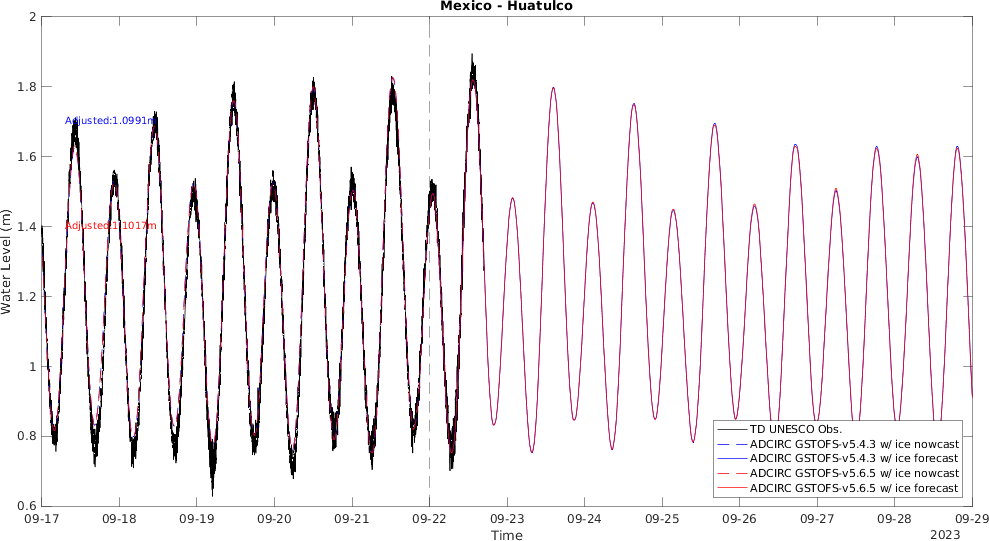 Mexico - Huatulco
2
1.8
1.6
1.4
1.2
1
0.8
0.6
Water Level (m)
Adjusted:1.0991m
Adjusted:1.1017m
TD UNESCO Obs.
ADCIRC GSTOFS-v5.4.3 w/ ice nowcast
ADCIRC GSTOFS-v5.4.3 w/ ice forecast
ADCIRC GSTOFS-v5.6.5 w/ ice nowcast
ADCIRC GSTOFS-v5.6.5 w/ ice forecast
09-17 09-18 09-19 09-20 09-21 09-22 09-23 09-24 09-25 09-26 09-27 09-28 09-29
Time
2023